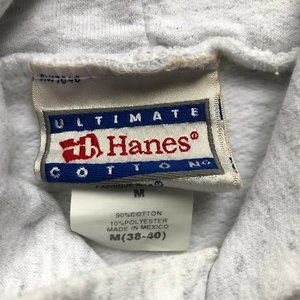 ULTIMATE
Hanes®
COTTON®
M
90%COTTON
10%POLYESTER
MADE IN MEXICO
M(38-40)